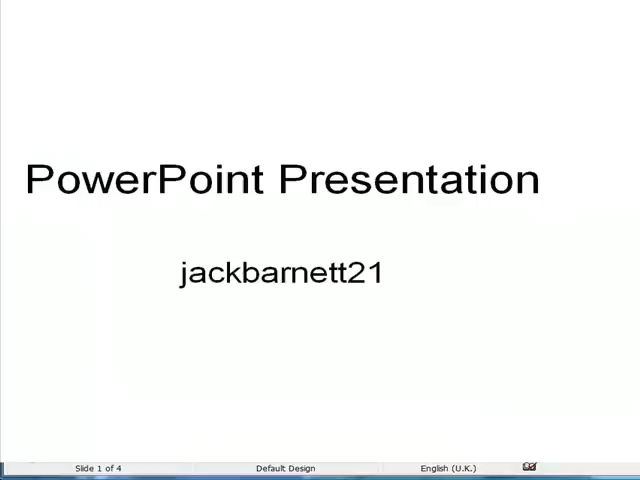 PowerPoint Presentation
jackbarnett21
Slide 1 of 4 Default Design English (U.K.)